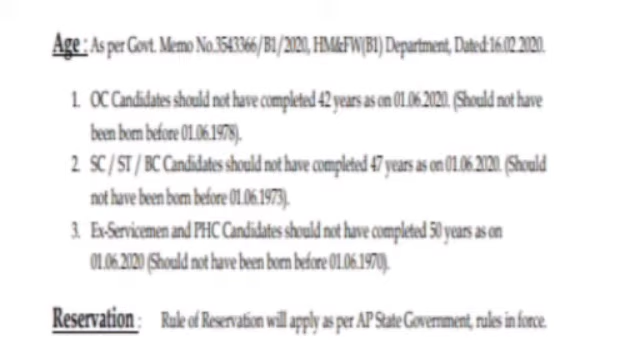 Age : As per Govt. Memo No.3543366/B1/2020, HM&FW(B1) Department, Dated:16.02.2020.
1. OC Candidates should not have completed 42 years as on 01.06.2020. (Should not have
been born before 01.06.1978).
2. SC / ST / BC Candidates should not have completed 47 years as on 01.06.2020. (Should
not have been born before 01.06.1973).
3. Ex-Servicemen and PHC Candidates should not have completed 50 years as on
01.06.2020 (Should not have been born before 01.06.1970).
Reservation : Rule of Reservation will apply as per AP State Government, rules in force.